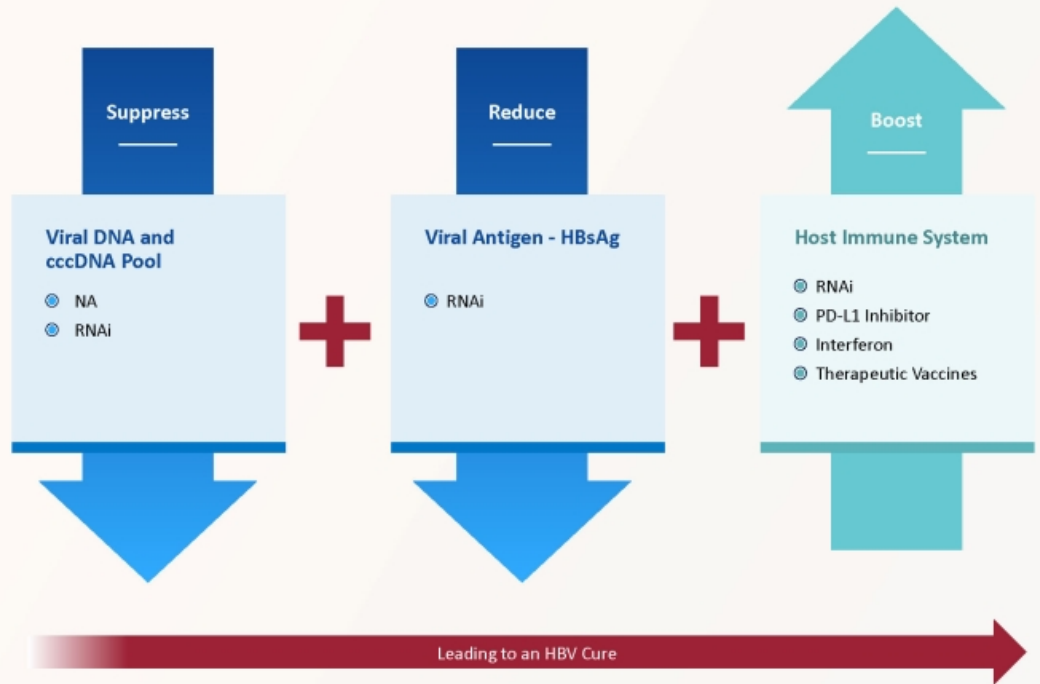 Suppress
Viral DNA and
cccDNA Pool
NA
RNAi
Reduce
Viral Antigen - HBsAg
RNAi
Boost
Host Immune System
RNAi
PD-L1 Inhibitor
Interferon
Therapeutic Vaccines
Leading to an HBV Cure